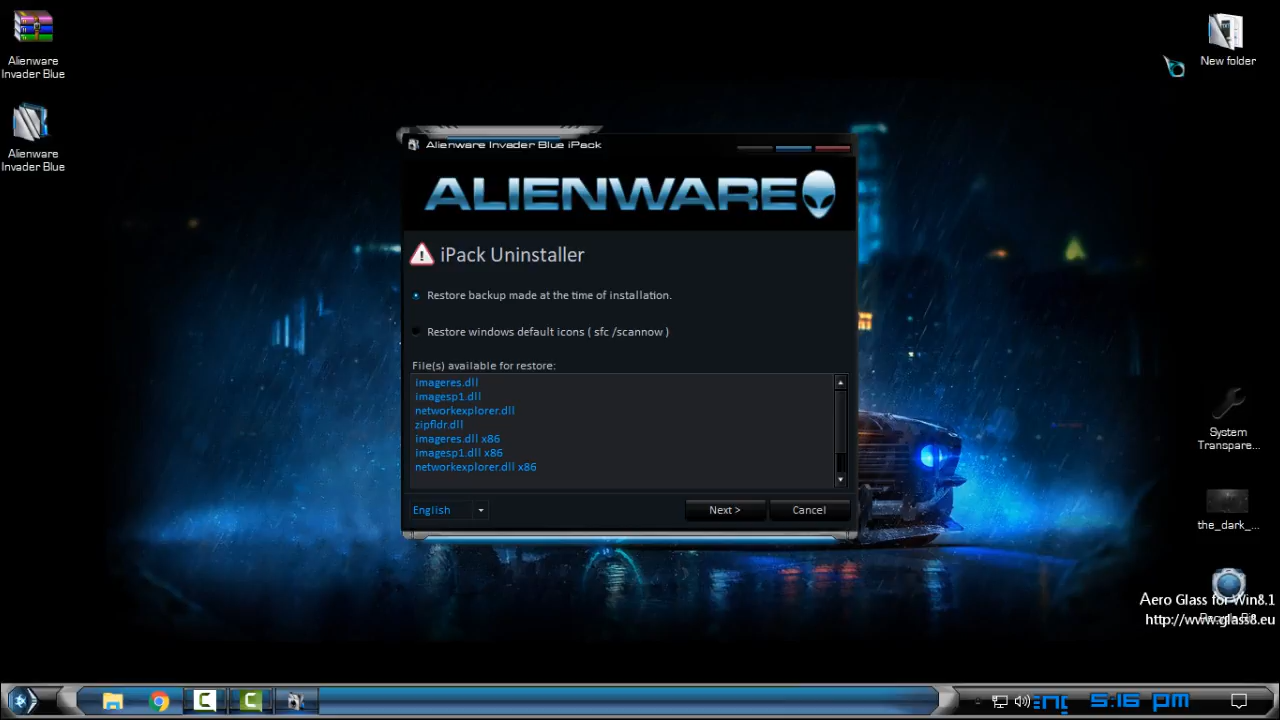 Alienware
Invader Blue
Alienware
Invader Blue
New folder
Alienware Invader Blue iPack
ALIENWARE
iPack Uninstaller
Restore backup made at the time of installation.
Restore windows default icons ( sfc /scannow )
File(s) available for restore:
imageres.dll
imagesp1.dll
networkexplorer.dll
zipfldr.dll
imageres.dll x86
imagesp1.dll x86
networkexplorer.dll x86
English
Next >
Cancel
System
Transpare...
the_dark_...
Aero Glass for Win8.1
http://www.glass8.eu
5:16 pm